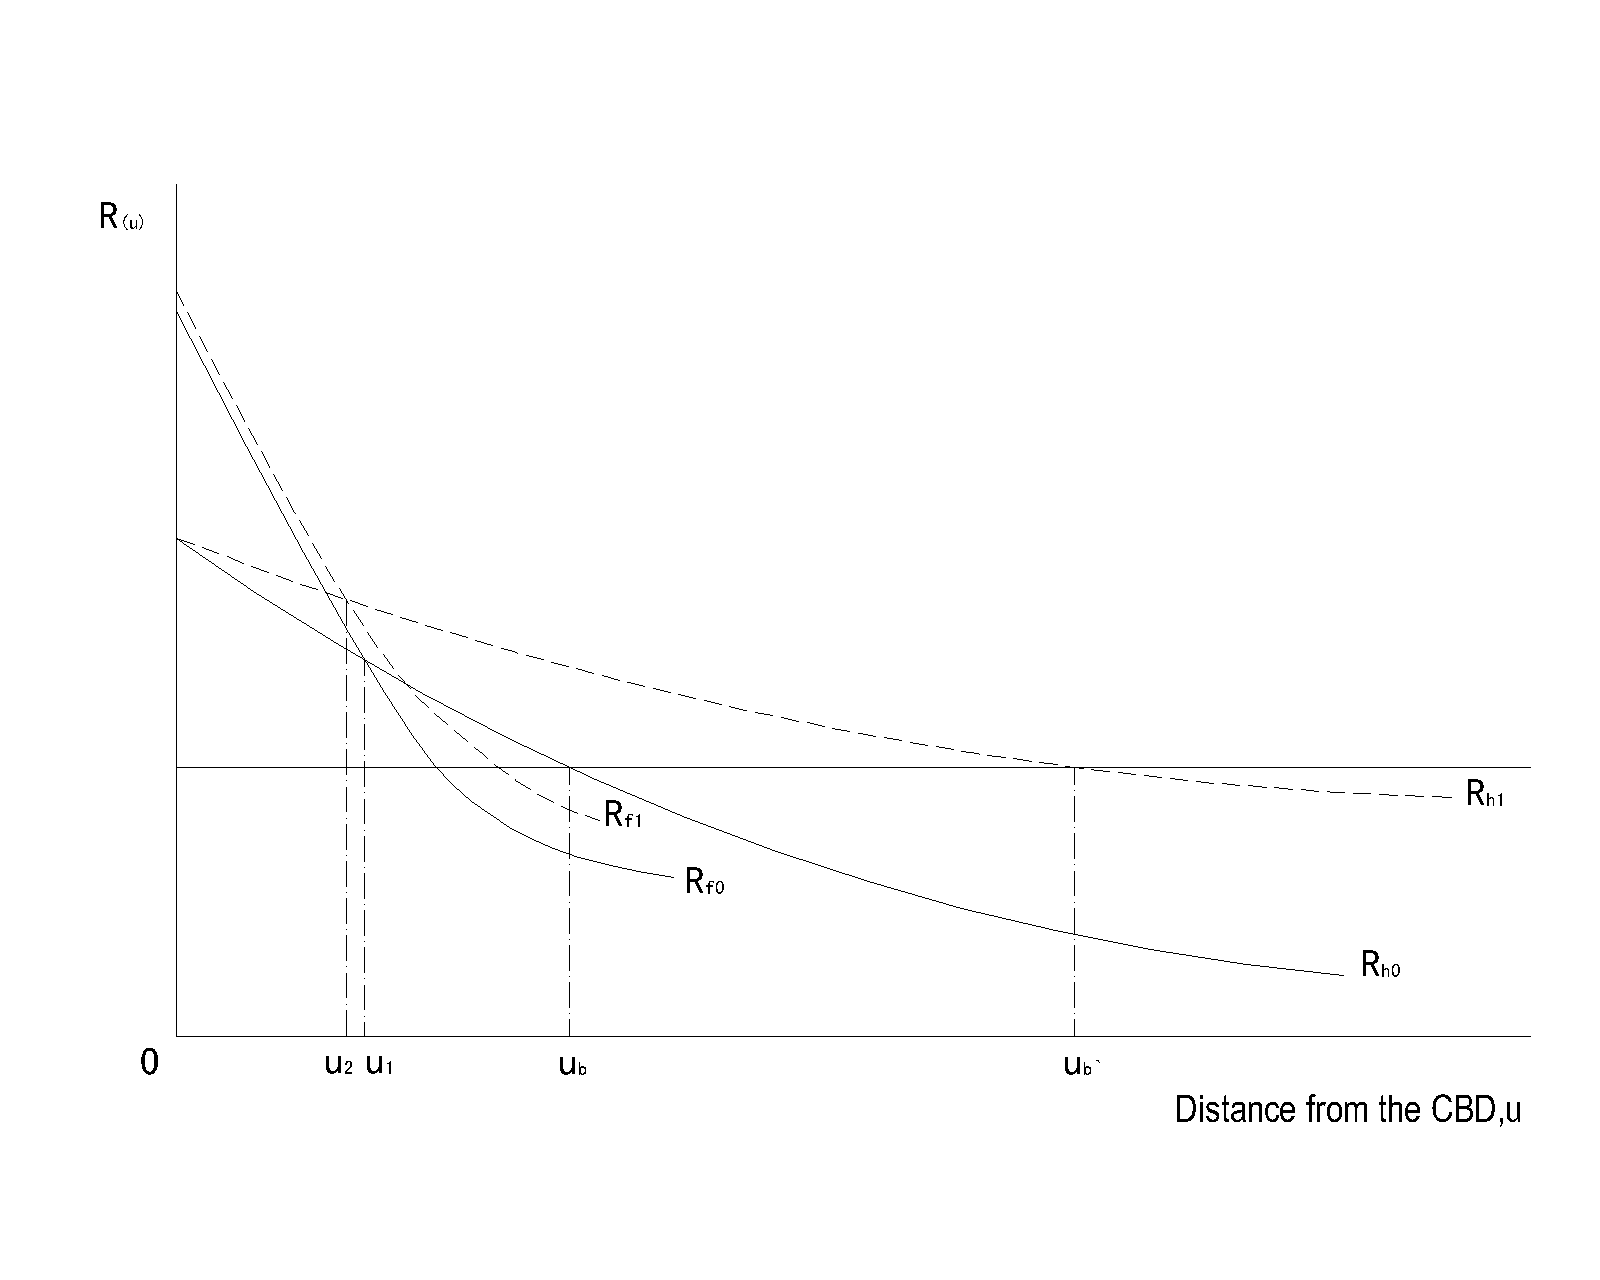 R(u)
Rh1
Rf1
Rf0
Rh0
0
u2
u1
ub
ub`
Distance from the CBD,u